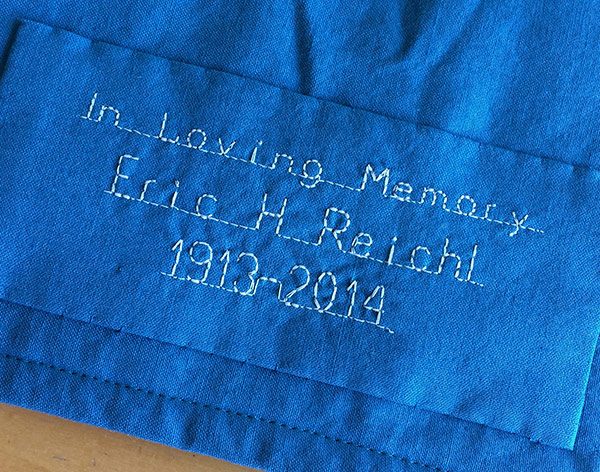 In Loving Memory
Eric H Reichl
1913-2014